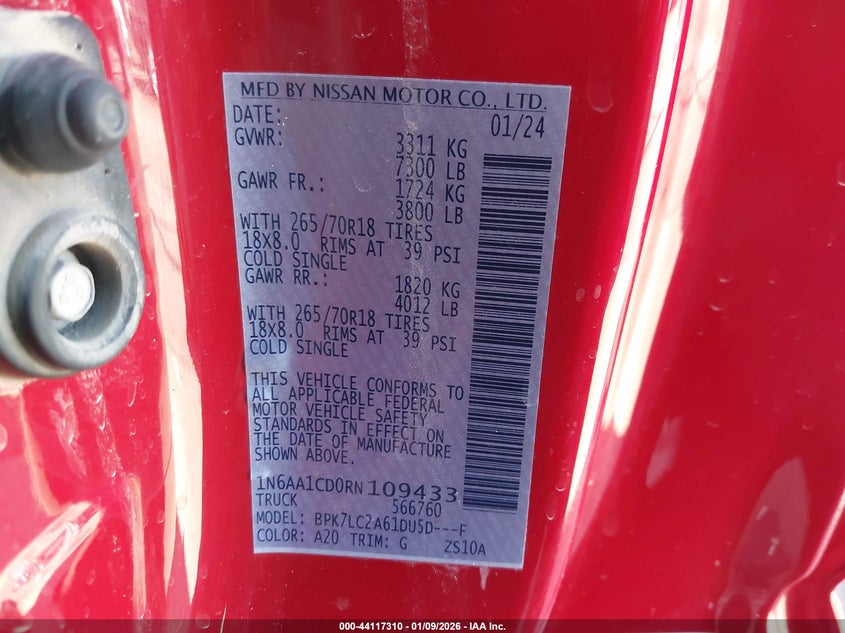 MFD BY NISSAN MOTOR CO., LTD.
DATE: 01/24
GVWR: 3311 KG
7300 LB
GAWR FR.: 1724 KG
3800 LB
WITH 265/70R18 TIRES
18X8.0 RIMS AT 39 PSI
COLD SINGLE
GAWR RR.: 1820 KG
4012 LB
WITH 265/70R18 TIRES
18X8.0 RIMS AT 39 PSI
COLD SINGLE
THIS VEHICLE CONFORMS TO
ALL APPLICABLE FEDERAL
MOTOR VEHICLE SAFETY
STANDARDS IN EFFECT ON
THE DATE OF MANUFACTURE
SHOWN ABOVE.
1N6AA1CD0RN109433
TRUCK 566760
MODEL: BPK7LC2A61DU5D---F
COLOR: A20 TRIM: G ZS10A
000-44117310 - 01/09/2026 - IAA Inc.